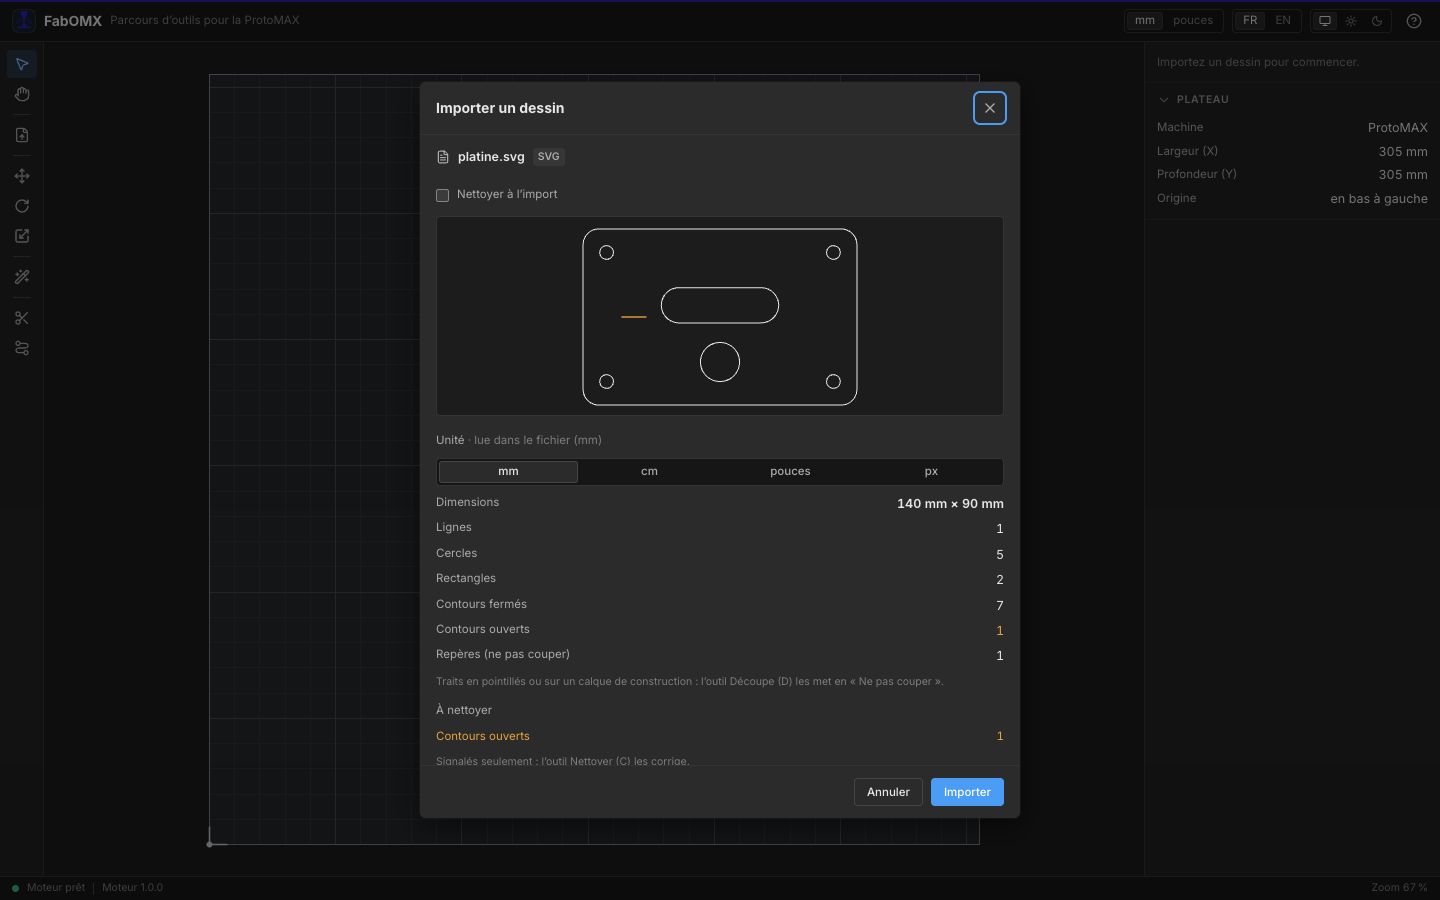 FabOMX Parcours d’outils pour la ProtoMAX mm pouces FR EN
Importez un dessin pour commencer.
PLATEAU
Machine ProtoMAX
Largeur (X) 305 mm
Profondeur (Y) 305 mm
Origine en bas à gauche
Importer un dessin
platine.svg SVG
Nettoyer à l’import
Unité · lue dans le fichier (mm)
mm cm pouces px
Dimensions 140 mm × 90 mm
Lignes 1
Cercles 5
Rectangles 2
Contours fermés 7
Contours ouverts 1
Repères (ne pas couper) 1
Traits en pointillés ou sur un calque de construction : l’outil Découpe (D) les met en « Ne pas couper ».
À nettoyer
Contours ouverts 1
Signalés seulement : l’outil Nettoyer (C) les corrige.
Annuler Importer
Moteur prêt Moteur 1.0.0 Zoom 67 %